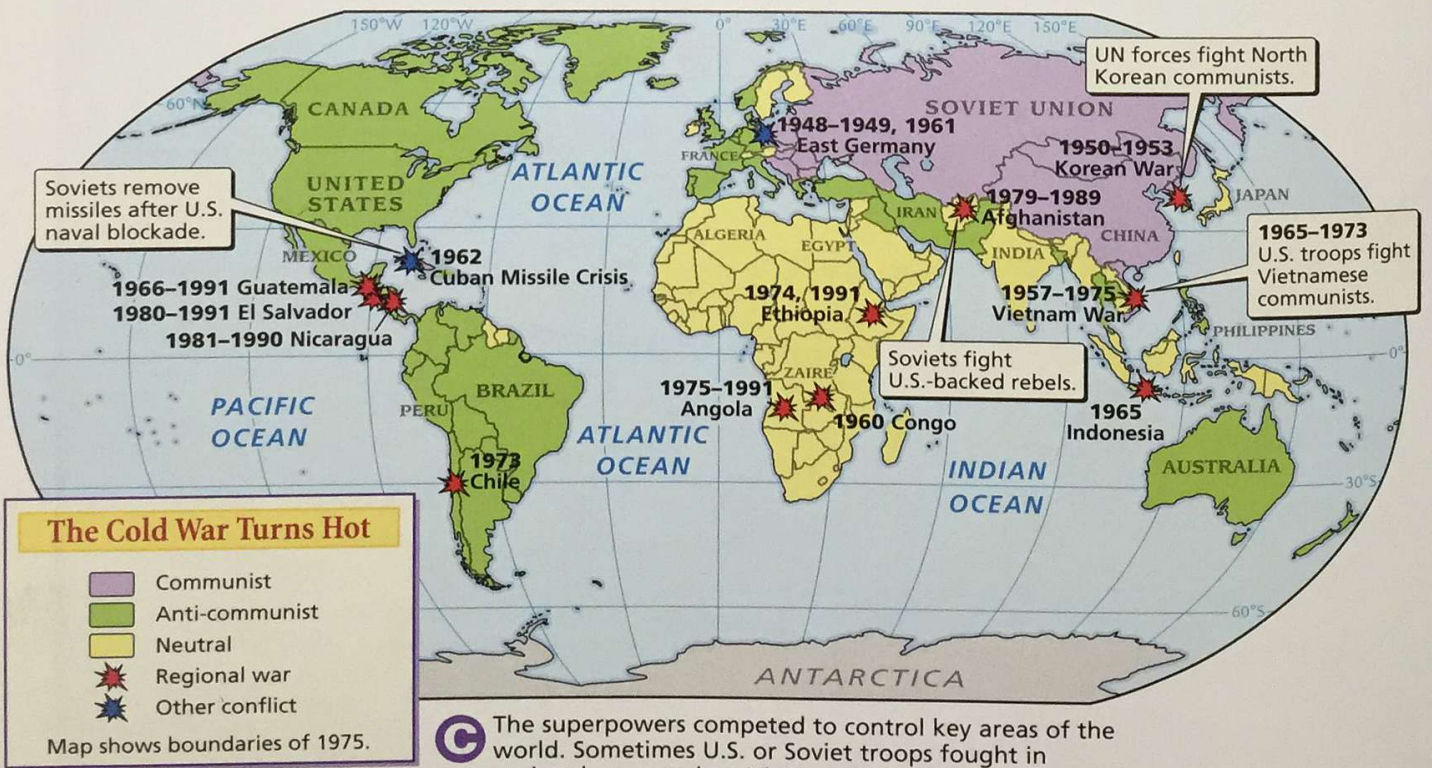 150°W 120°W 0° 30°E 60°E 90°E 120°E 150°E
UN forces fight North
Korean communists.
60°N
CANADA
SOVIET UNION
1948–1949, 1961
East Germany
1950–1953
Korean War
FRANCE
ATLANTIC
OCEAN
Soviets remove
missiles after U.S.
naval blockade.
UNITED
STATES
1979–1989
Afghanistan
JAPAN
IRAN
CHINA
ALGERIA
EGYPT
INDIA
1965–1973
U.S. troops fight
Vietnamese
communists.
MEXICO
1962
Cuban Missile Crisis
1966–1991 Guatemala
1980–1991 El Salvador
1981–1990 Nicaragua
1974, 1991
Ethiopia
1957–1975
Vietnam War
PHILIPPINES
0°
0°
Soviets fight
U.S.-backed rebels.
ZAIRE
BRAZIL
PERU
PACIFIC
OCEAN
1975–1991
Angola
1960 Congo
1965
Indonesia
ATLANTIC
OCEAN
INDIAN
OCEAN
AUSTRALIA
1973
Chile
30°S
The Cold War Turns Hot
Communist
Anti-communist
Neutral
Regional war
Other conflict
Map shows boundaries of 1975.
60°S
ANTARCTICA
C The superpowers competed to control key areas of the
world. Sometimes U.S. or Soviet troops fought in